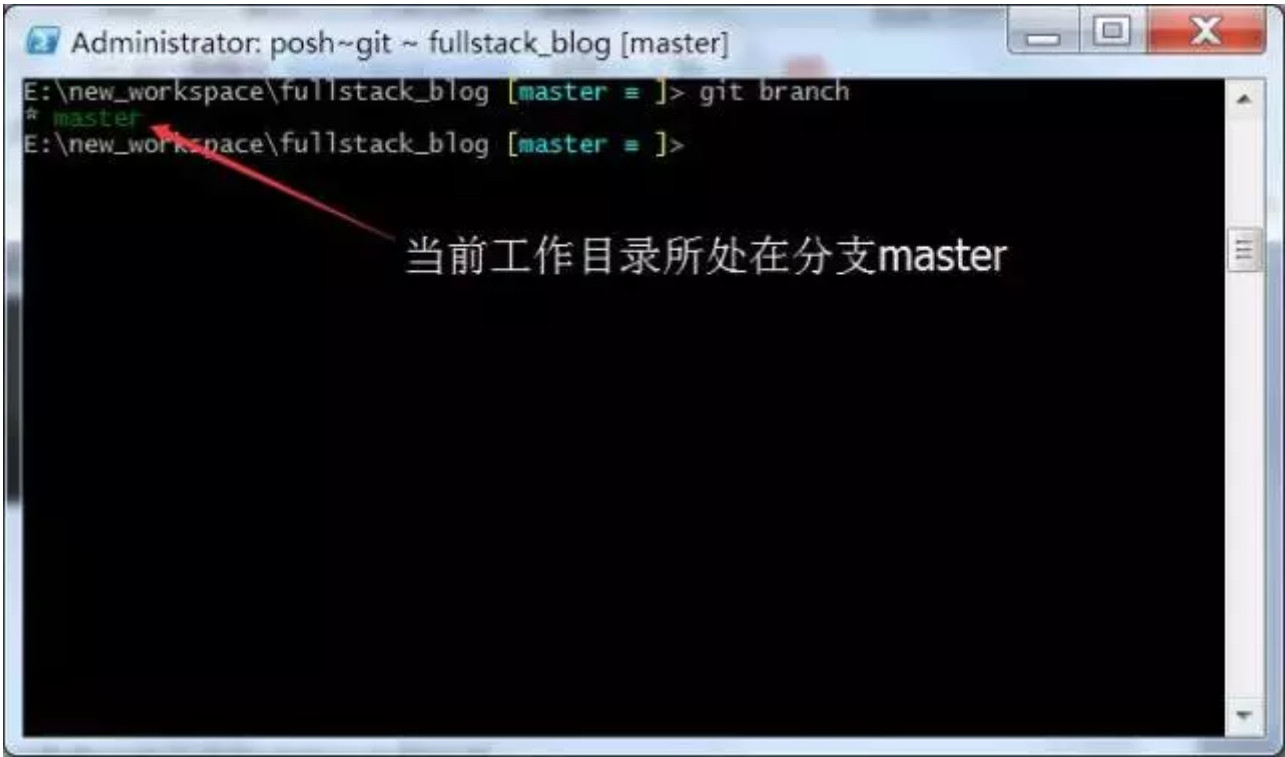 Administrator: posh~git ~ fullstack_blog [master]
E:\new_workspace\fullstack_blog [master ≡ ]> git branch
* master
E:\new_workspace\fullstack_blog [master ≡ ]>
当前工作目录所处在分支master